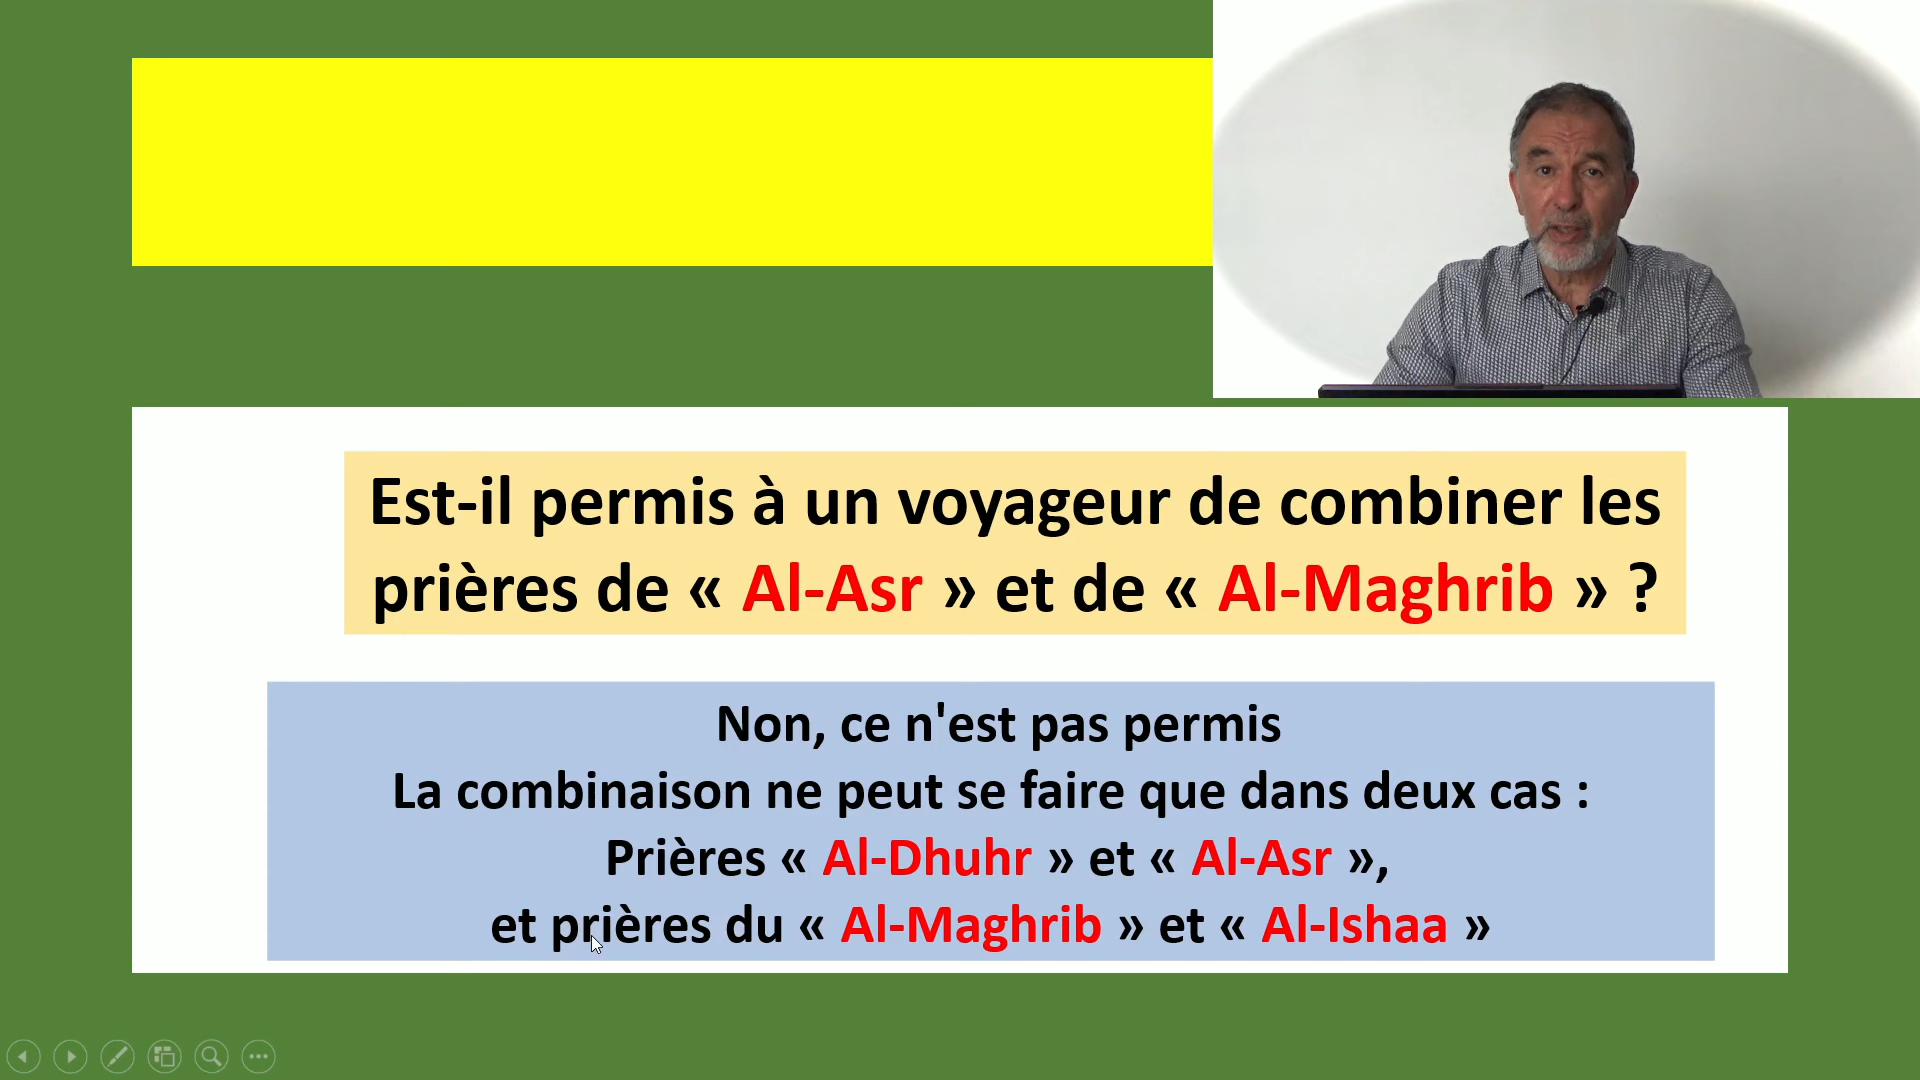 Est-il permis à un voyageur de combiner les
prières de « Al-Asr » et de « Al-Maghrib » ?
Non, ce n'est pas permis
La combinaison ne peut se faire que dans deux cas :
Prières « Al-Dhuhr » et « Al-Asr »,
et prières du « Al-Maghrib » et « Al-Ishaa »